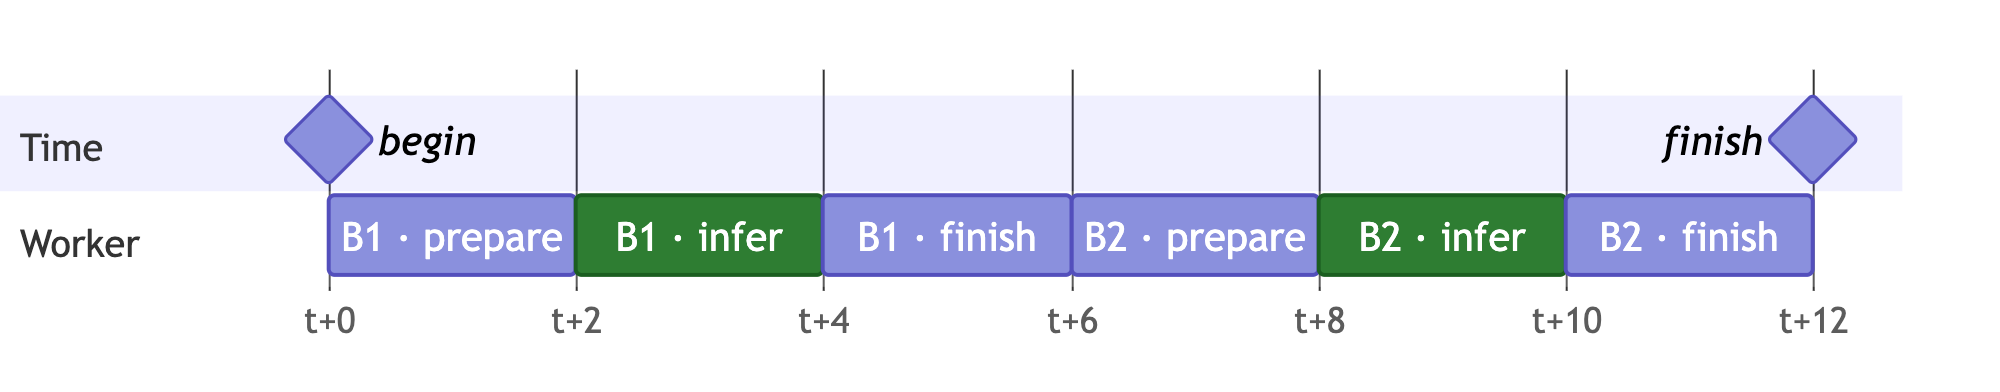 Time
begin
finish
Worker
B1 · prepare
B1 · infer
B1 · finish
B2 · prepare
B2 · infer
B2 · finish
t+0
t+2
t+4
t+6
t+8
t+10
t+12